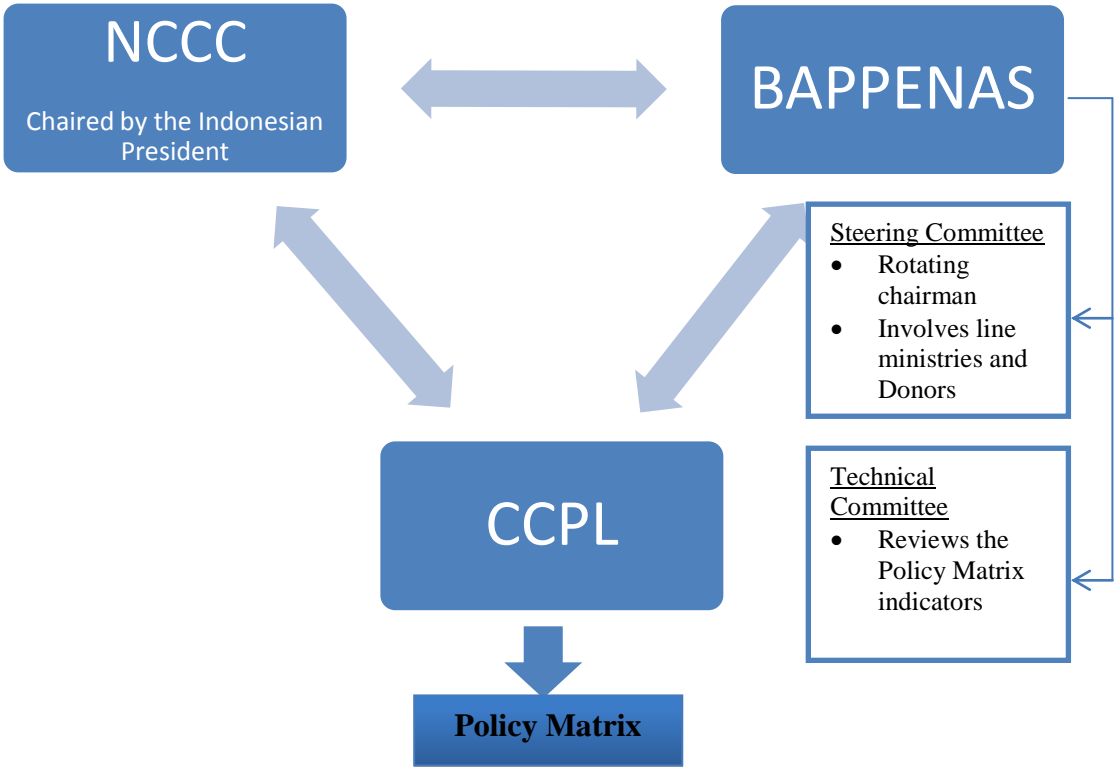 NCCC
Chaired by the Indonesian
President
BAPPENAS
Steering Committee
• Rotating
chairman
• Involves line
ministries and
Donors
Technical
Committee
• Reviews the
Policy Matrix
indicators
CCPL
Policy Matrix